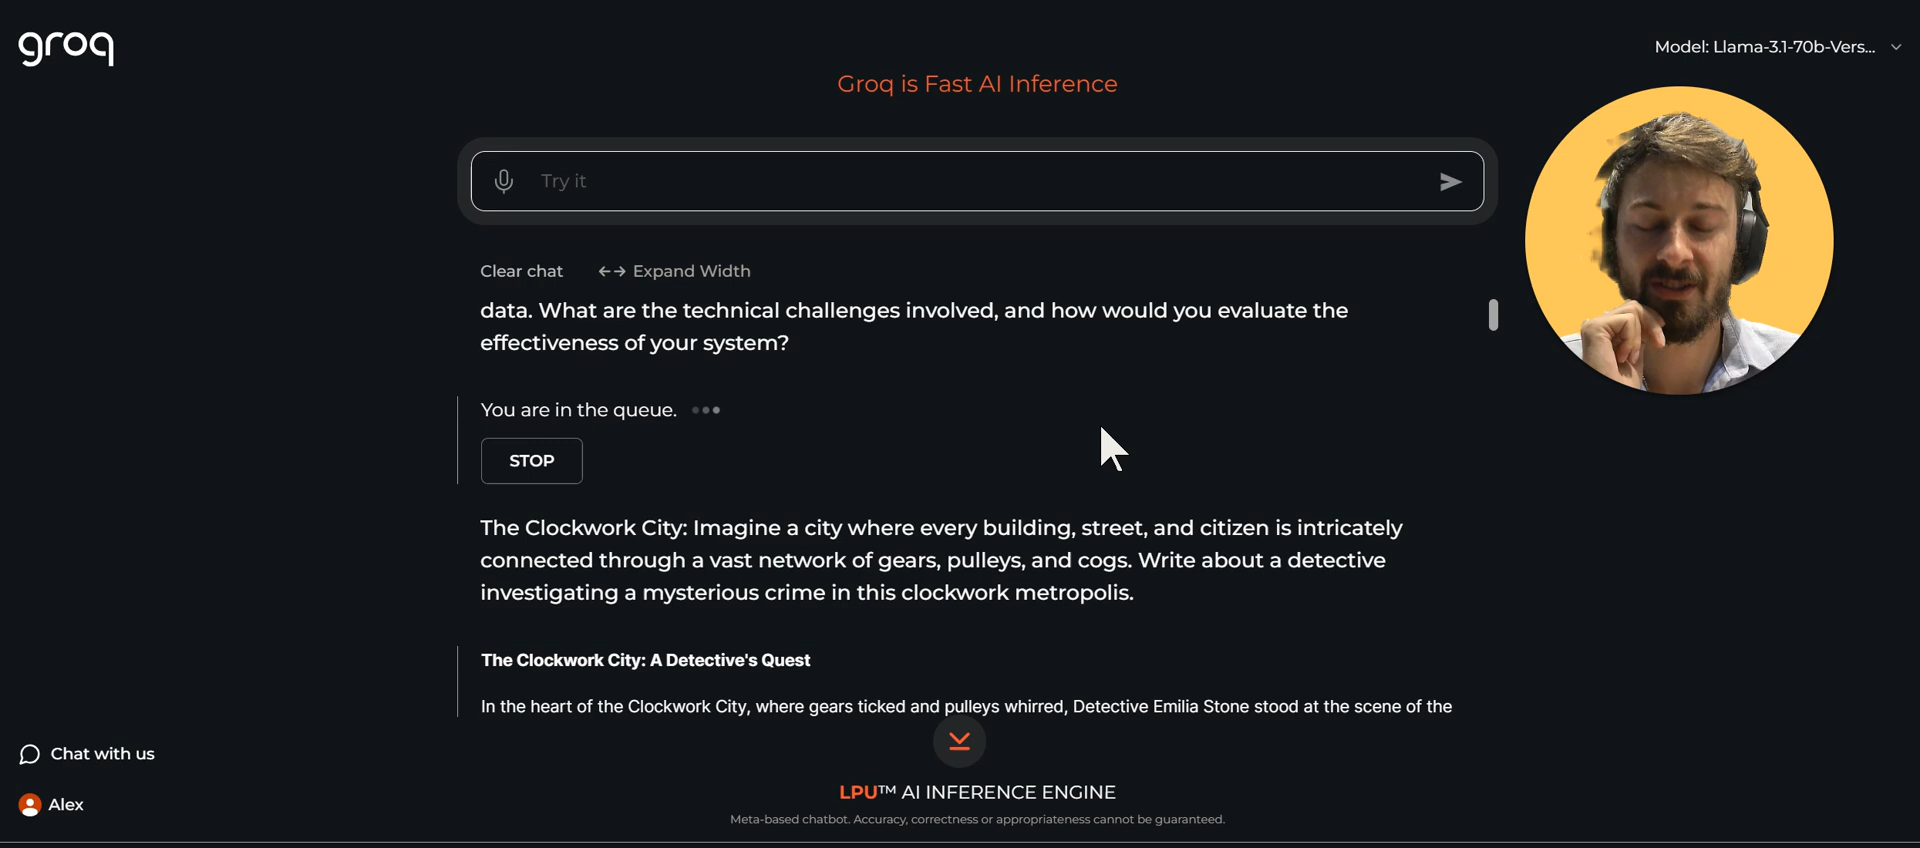 groq
Model: Llama-3.1-70b-Vers...
Groq is Fast AI Inference
Try it
Clear chat
Expand Width
data. What are the technical challenges involved, and how would you evaluate the
effectiveness of your system?
You are in the queue.
STOP
The Clockwork City: Imagine a city where every building, street, and citizen is intricately
connected through a vast network of gears, pulleys, and cogs. Write about a detective
investigating a mysterious crime in this clockwork metropolis.
The Clockwork City: A Detective's Quest
In the heart of the Clockwork City, where gears ticked and pulleys whirred, Detective Emilia Stone stood at the scene of the
Chat with us
LPU™ AI INFERENCE ENGINE
Alex
Meta-based chatbot. Accuracy, correctness or appropriateness cannot be guaranteed.